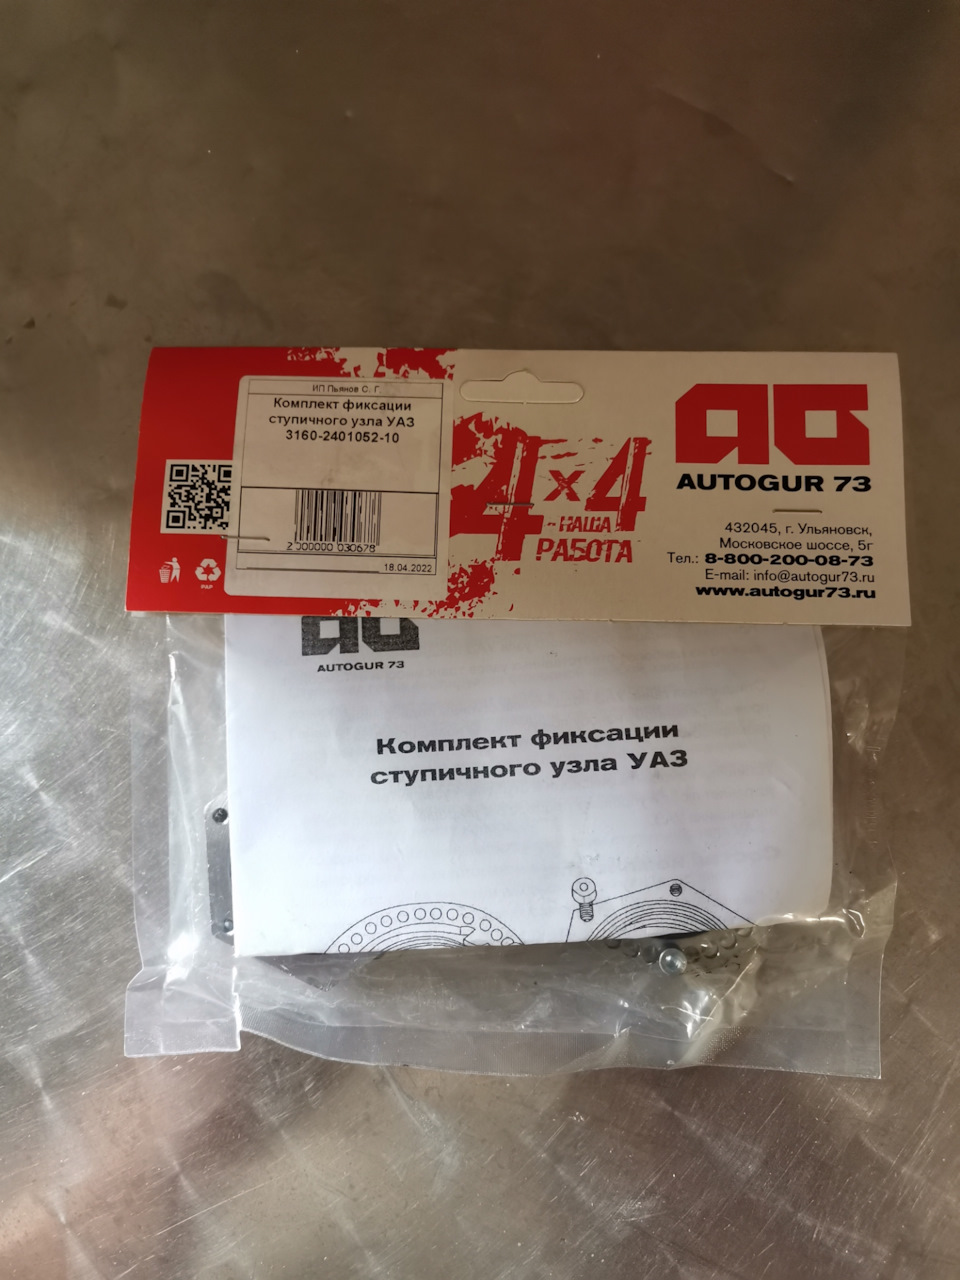 ИП Пьянов С. Г.
Комплект фиксации
ступичного узла УАЗ
3160-2401052-10
2 000000 030678
18.04.2022
PAP
4x4
- НАША
РАБОТА
AUTOGUR 73
432045, г. Ульяновск,
Московское шоссе, 5г
Тел.: 8-800-200-08-73
E-mail: info@autogur73.ru
www.autogur73.ru
AUTOGUR 73
Комплект фиксации
ступичного узла УАЗ